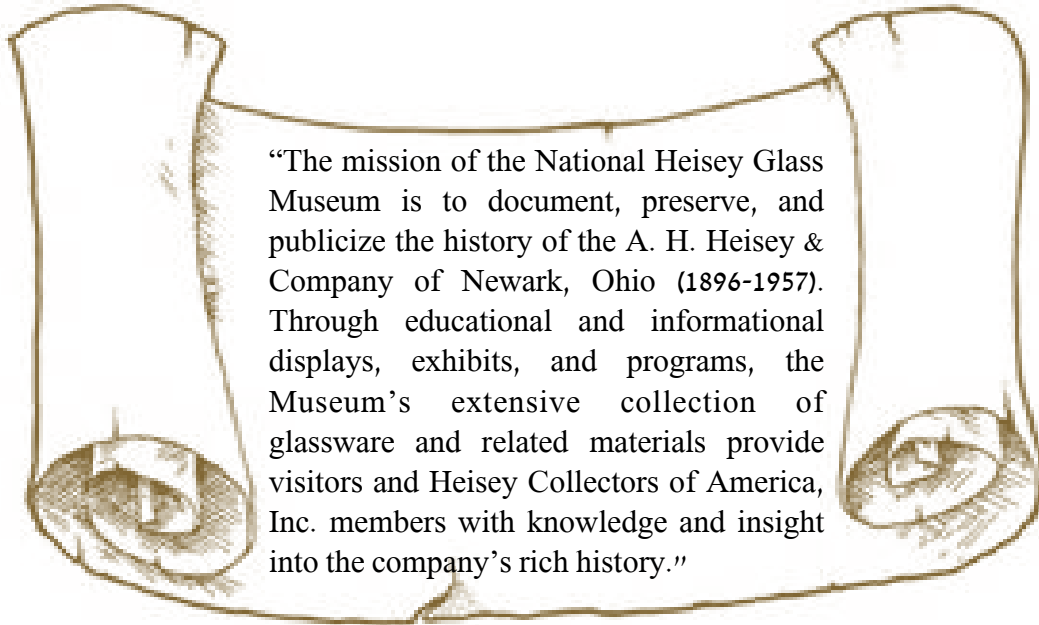 “The mission of the National Heisey Glass
Museum is to document, preserve, and
publicize the history of the A. H. Heisey &
Company of Newark, Ohio (1896-1957).
Through educational and informational
displays, exhibits, and programs, the
Museum’s extensive collection of
glassware and related materials provide
visitors and Heisey Collectors of America,
Inc. members with knowledge and insight
into the company’s rich history.”